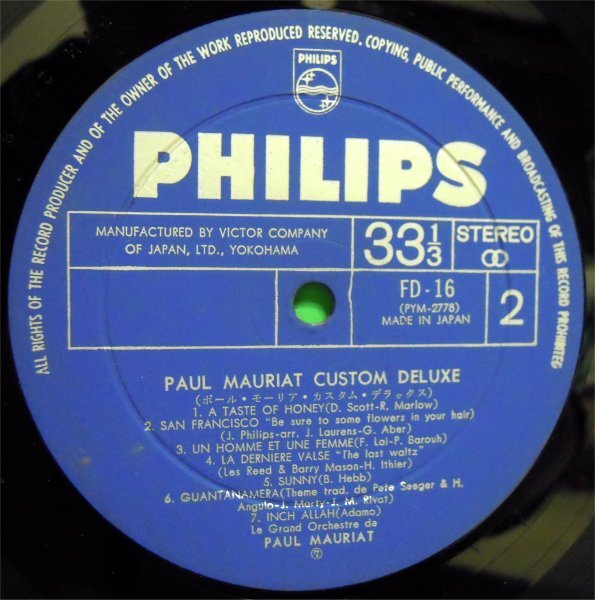 ALL RIGHTS OF THE RECORD PRODUCER AND OF THE OWNER OF THE WORK REPRODUCED RESERVED. COPYING, PUBLIC PERFORMANCE AND BROADCASTING OF THIS RECORD PROHIBITED
PHILIPS
PHILIPS
MANUFACTURED BY VICTOR COMPANY
OF JAPAN, LTD., YOKOHAMA
33 1/3
STEREO
FD-16
(PYM-2778)
MADE IN JAPAN
2
PAUL MAURIAT CUSTOM DELUXE
(ポール・モーリア・カスタム・デラックス)
1. A TASTE OF HONEY(D. Scott-R. Marlow)
2. SAN FRANCISCO "Be sure to some flowers in your hair)
(J. Philips-arr. J. Laurens-G. Aber)
3. UN HOMME ET UNE FEMME(F. Lai-P. Barouh)
4. LA DERNIERE VALSE "The last waltz"
(Les Reed & Barry Mason-H. Ithier)
5. SUNNY(B. Hebb)
6. GUANTANAMERA(Theme trad. de Pete Seeger & H.
Angulo-J. Marty-J. M. Rivat)
7. INCH ALLAH(Adamo)
Le Grand Orchestre de
PAUL MAURIAT
⑦